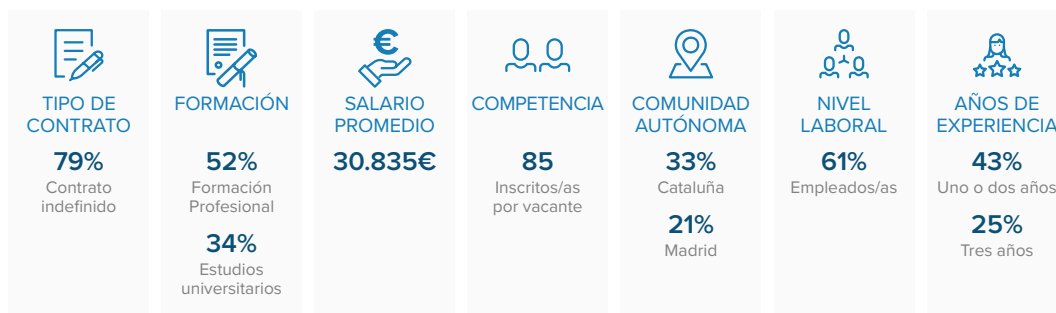 TIPO DE
CONTRATO
79%
Contrato
indefinido
FORMACIÓN
52%
Formación
Profesional
34%
Estudios
universitarios
€
SALARIO
PROMEDIO
30.835€
COMPETENCIA
85
Inscritos/as
por vacante
COMUNIDAD
AUTÓNOMA
33%
Cataluña
21%
Madrid
NIVEL
LABORAL
61%
Empleados/as
AÑOS DE
EXPERIENCIA
43%
Uno o dos años
25%
Tres años